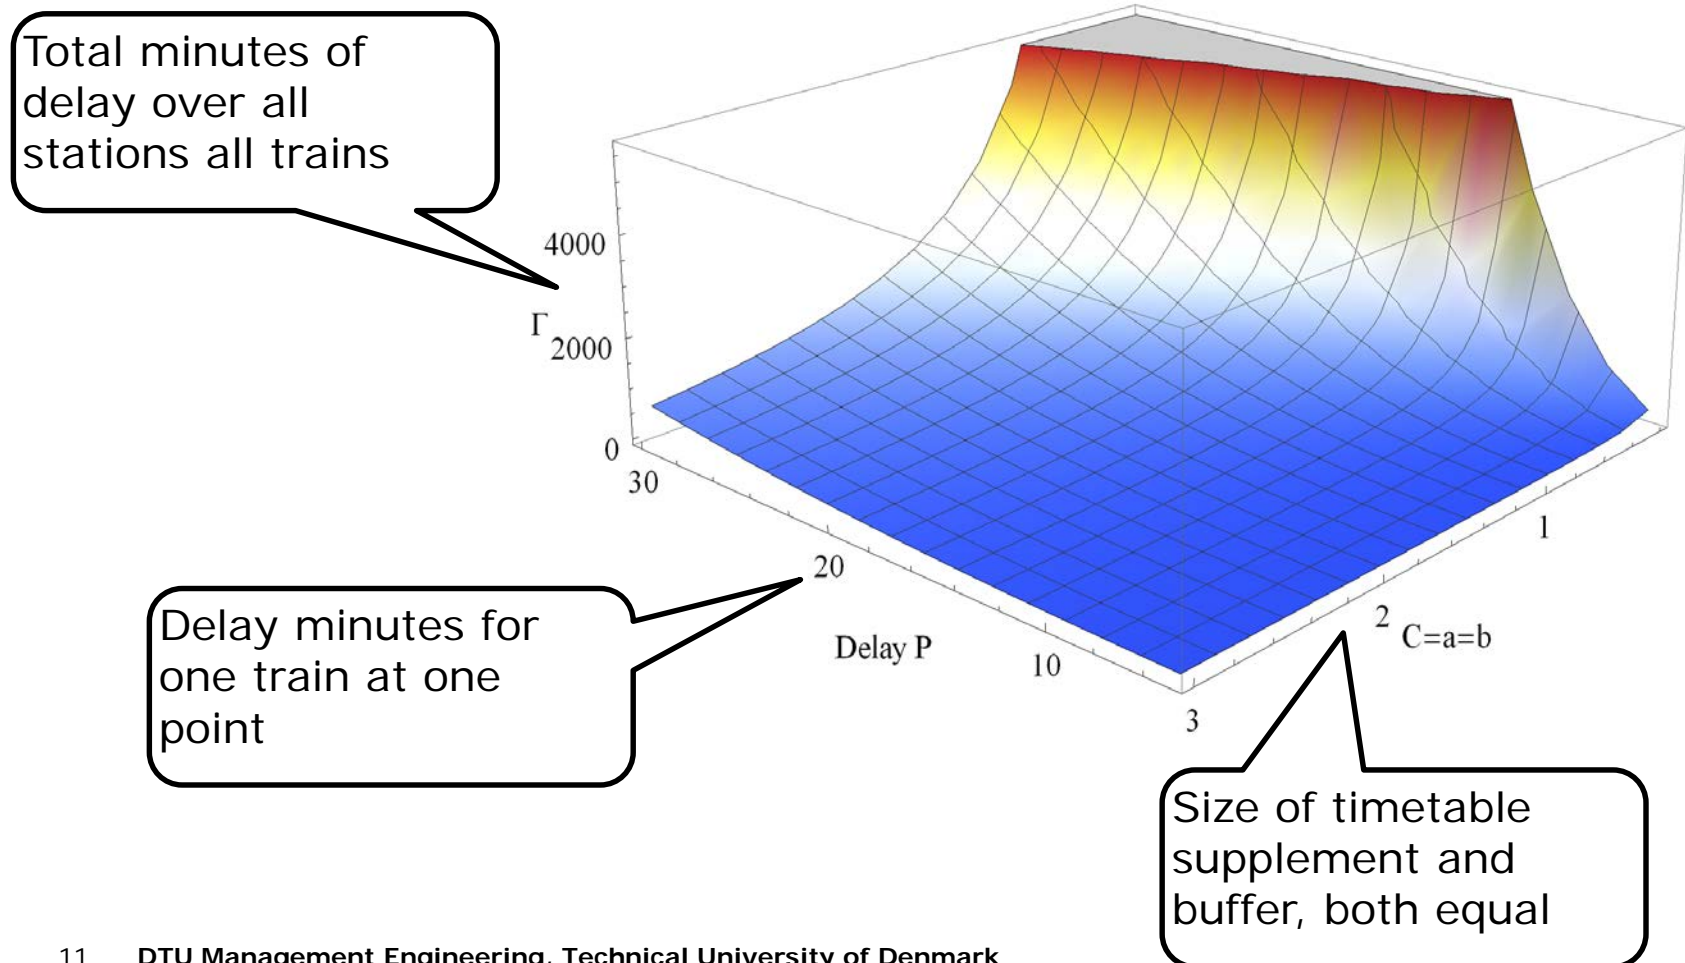 Total minutes of
delay over all
stations all trains
4000
Γ
2000
0
30
20
Delay P
10
1
2
C=a=b
3
Delay minutes for
one train at one
point
Size of timetable
supplement and
buffer, both equal
11 DTU Management Engineering, Technical University of Denmark